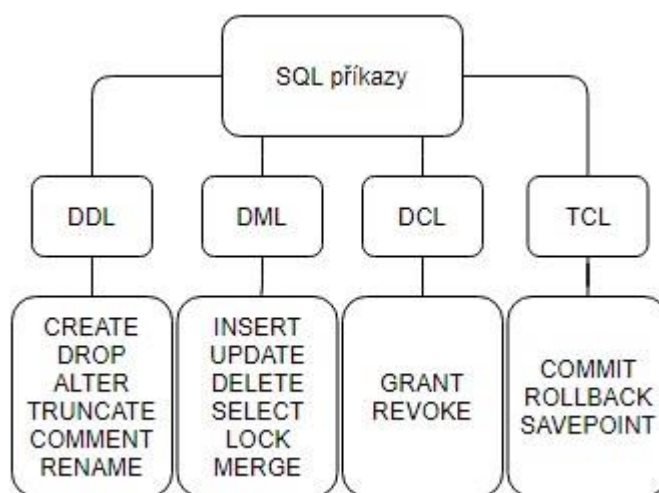 SQL příkazy
DDL
DML
DCL
TCL
CREATE
DROP
ALTER
TRUNCATE
COMMENT
RENAME
INSERT
UPDATE
DELETE
SELECT
LOCK
MERGE
GRANT
REVOKE
COMMIT
ROLLBACK
SAVEPOINT